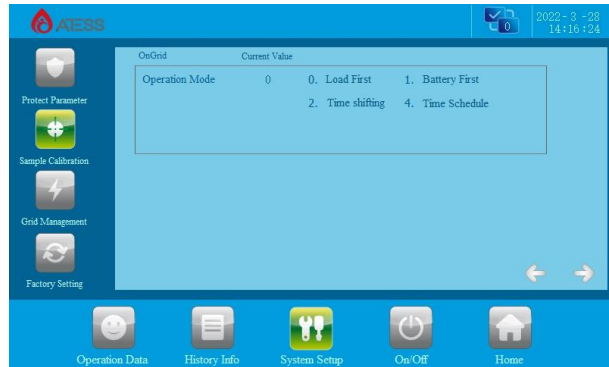 ATESS
0
2022-3-28
14:16:24
OnGrid Current Value
Operation Mode 0 0. Load First 1. Battery First
2. Time shifting 4. Time Schedule
Protect Parameter
Sample Calibration
Grid Management
Factory Setting
Operation Data History Info System Setup On/Off Home